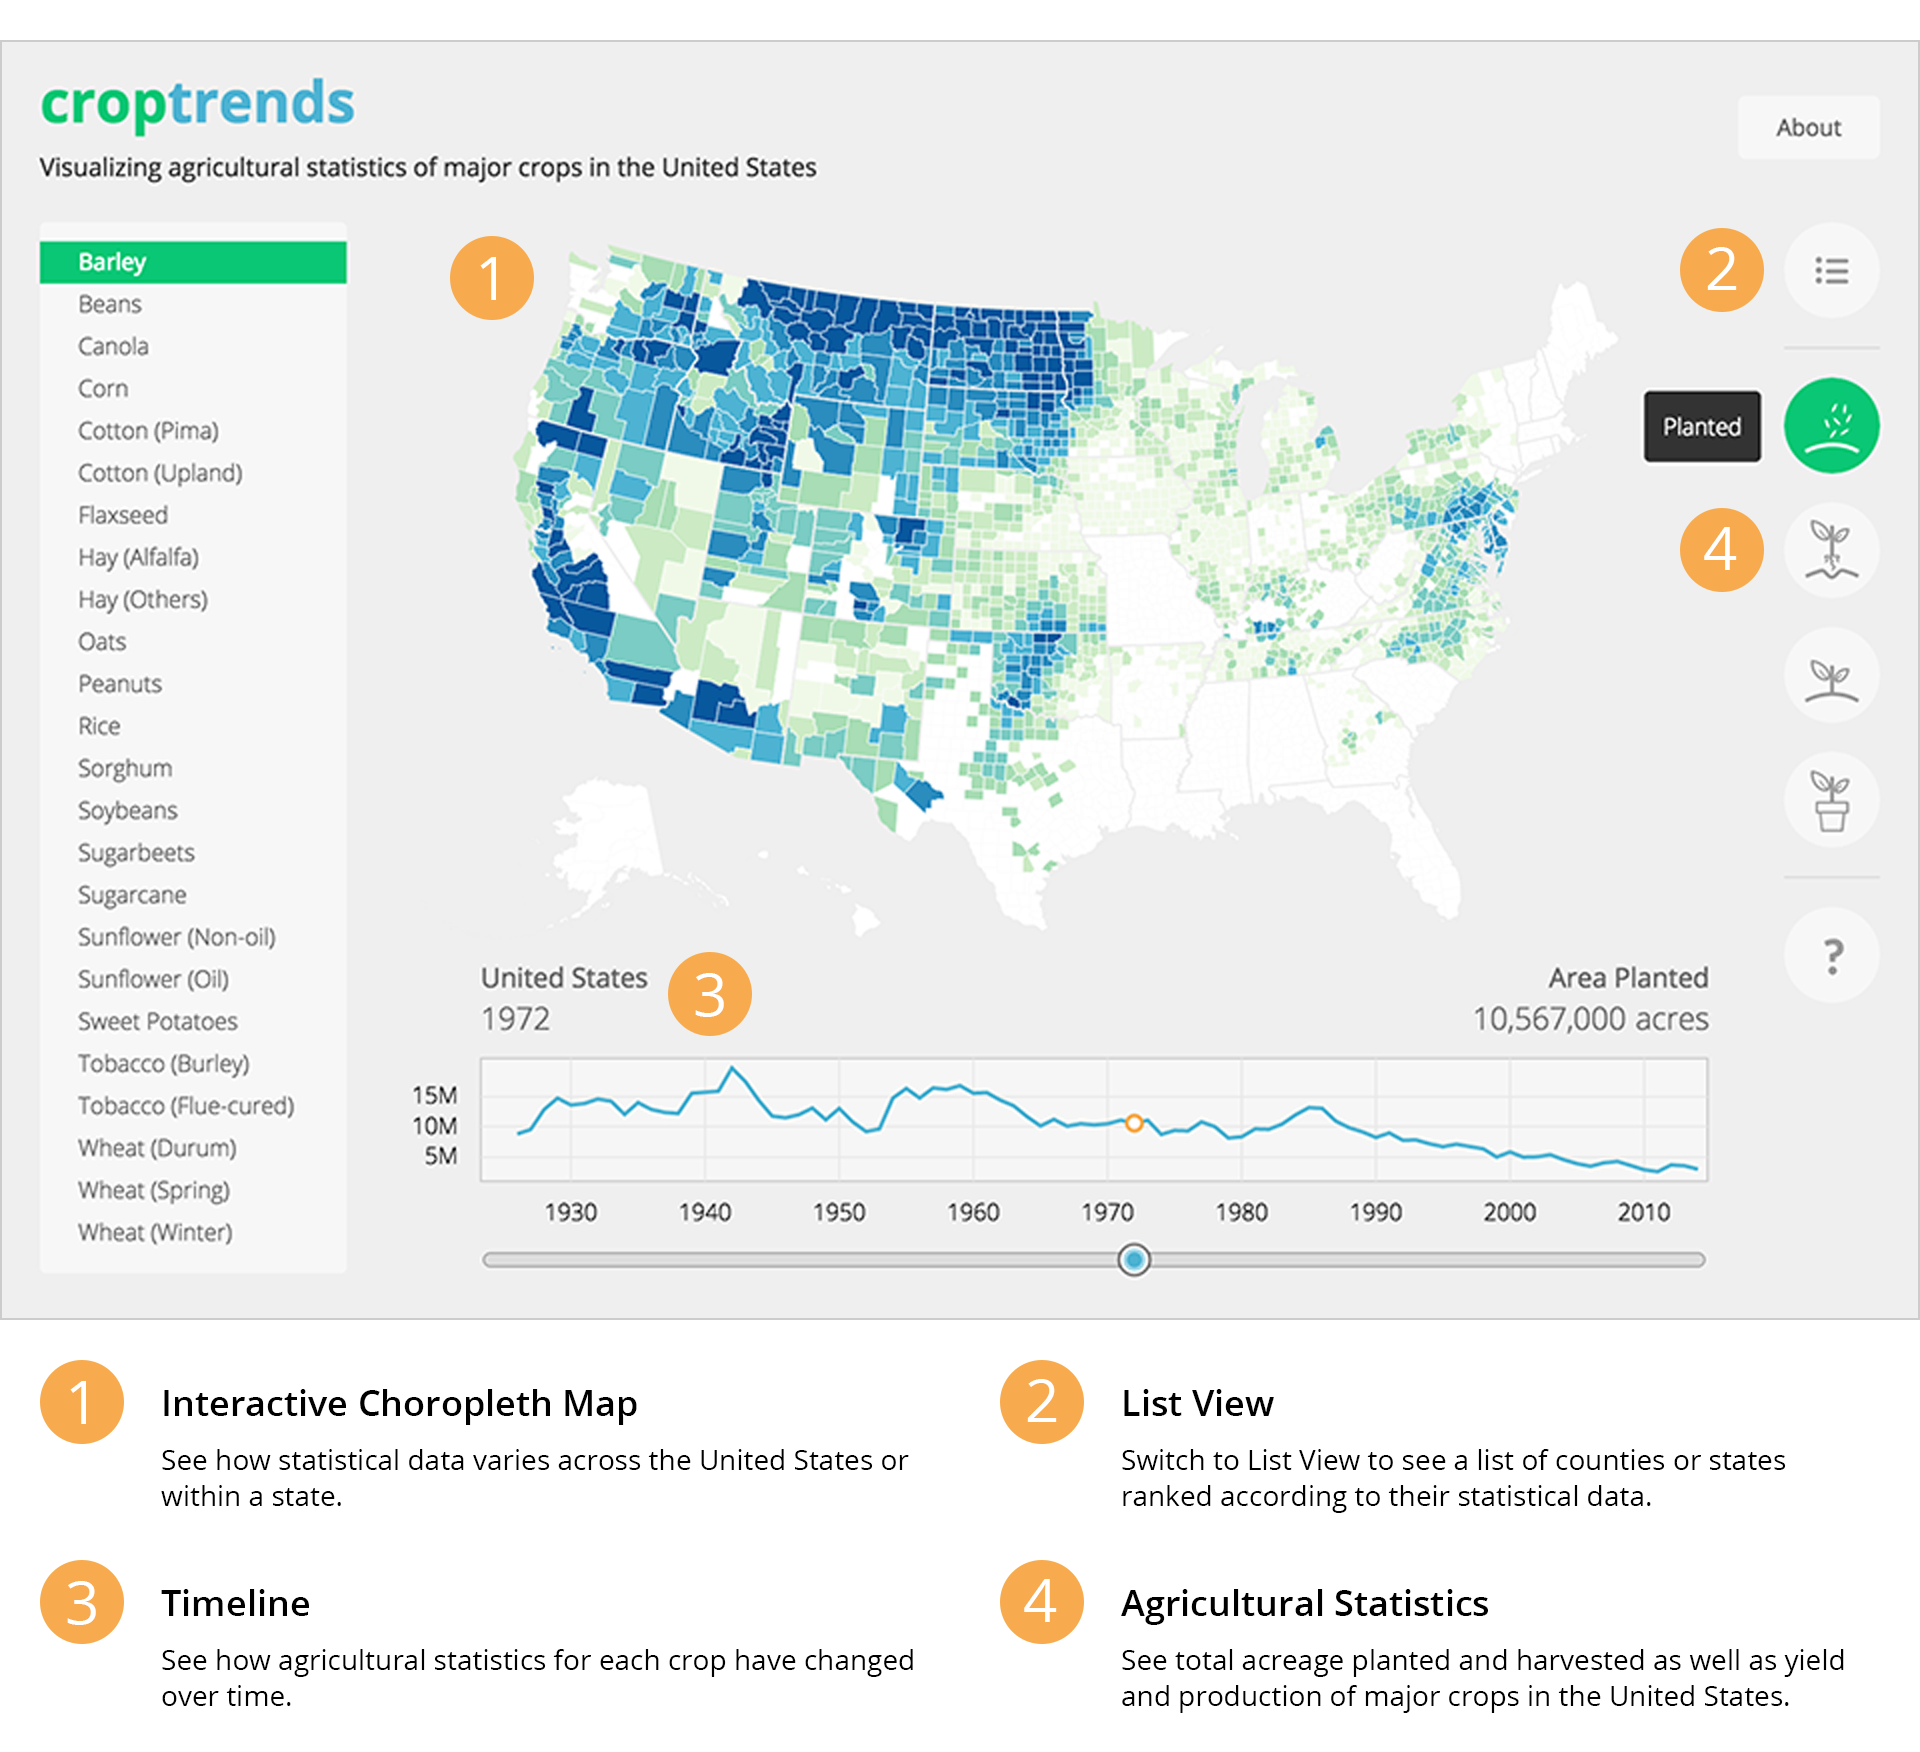 croptrends
About
Visualizing agricultural statistics of major crops in the United States
Barley
Beans
Canola
Corn
Cotton (Pima)
Cotton (Upland)
Flaxseed
Hay (Alfalfa)
Hay (Others)
Oats
Peanuts
Rice
Sorghum
Soybeans
Sugarbeets
Sugarcane
Sunflower (Non-oil)
Sunflower (Oil)
Sweet Potatoes
Tobacco (Burley)
Tobacco (Flue-cured)
Wheat (Durum)
Wheat (Spring)
Wheat (Winter)
1
2
Planted
4
?
United States
1972
3
Area Planted
10,567,000 acres
15M
10M
5M
1930 1940 1950 1960 1970 1980 1990 2000 2010
1
Interactive Choropleth Map
See how statistical data varies across the United States or
within a state.
2
List View
Switch to List View to see a list of counties or states
ranked according to their statistical data.
3
Timeline
See how agricultural statistics for each crop have changed
over time.
4
Agricultural Statistics
See total acreage planted and harvested as well as yield
and production of major crops in the United States.